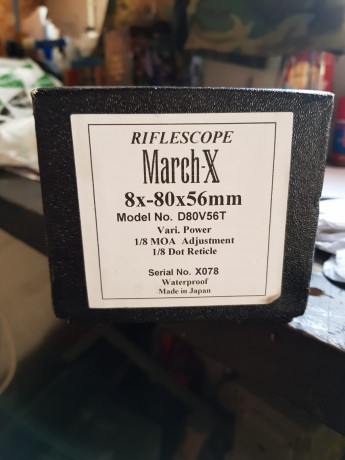 RIFLESCOPE
March-X
8x-80x56mm
Model No. D80V56T
Vari. Power
1/8 MOA Adjustment
1/8 Dot Reticle
Serial No. X078
Waterproof
Made in Japan